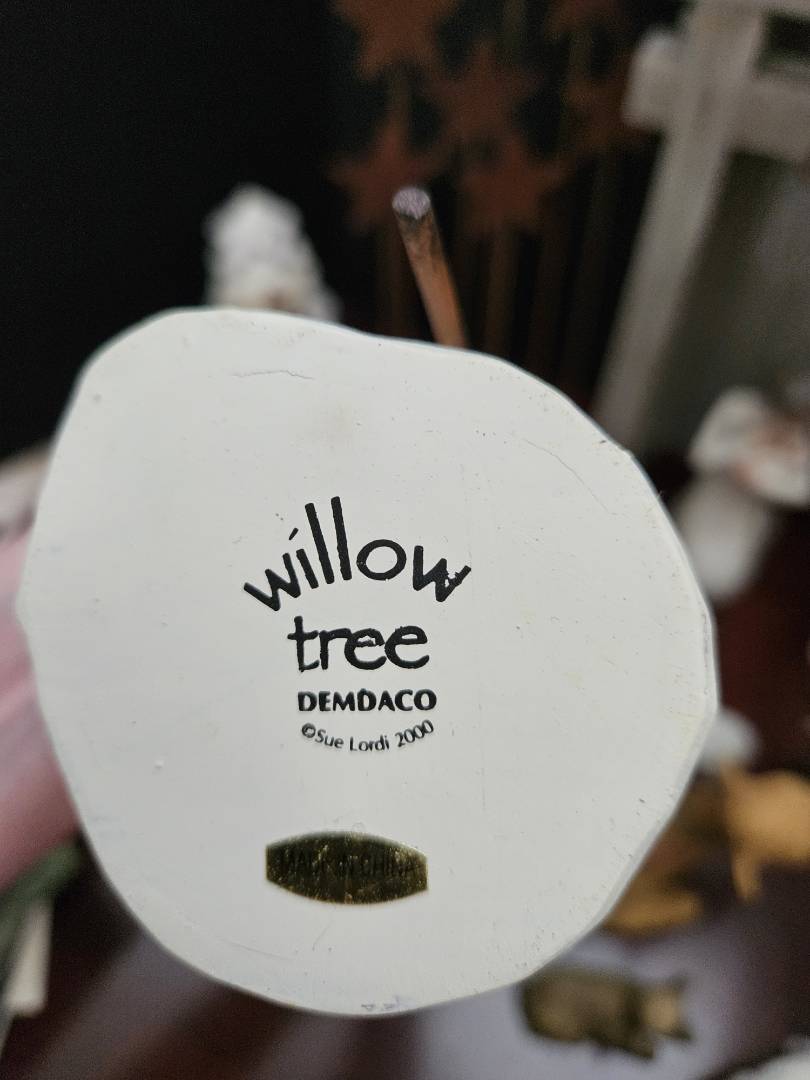 willow
tree
DEMDACO
©Sue Lordi 2000
MADE IN CHINA